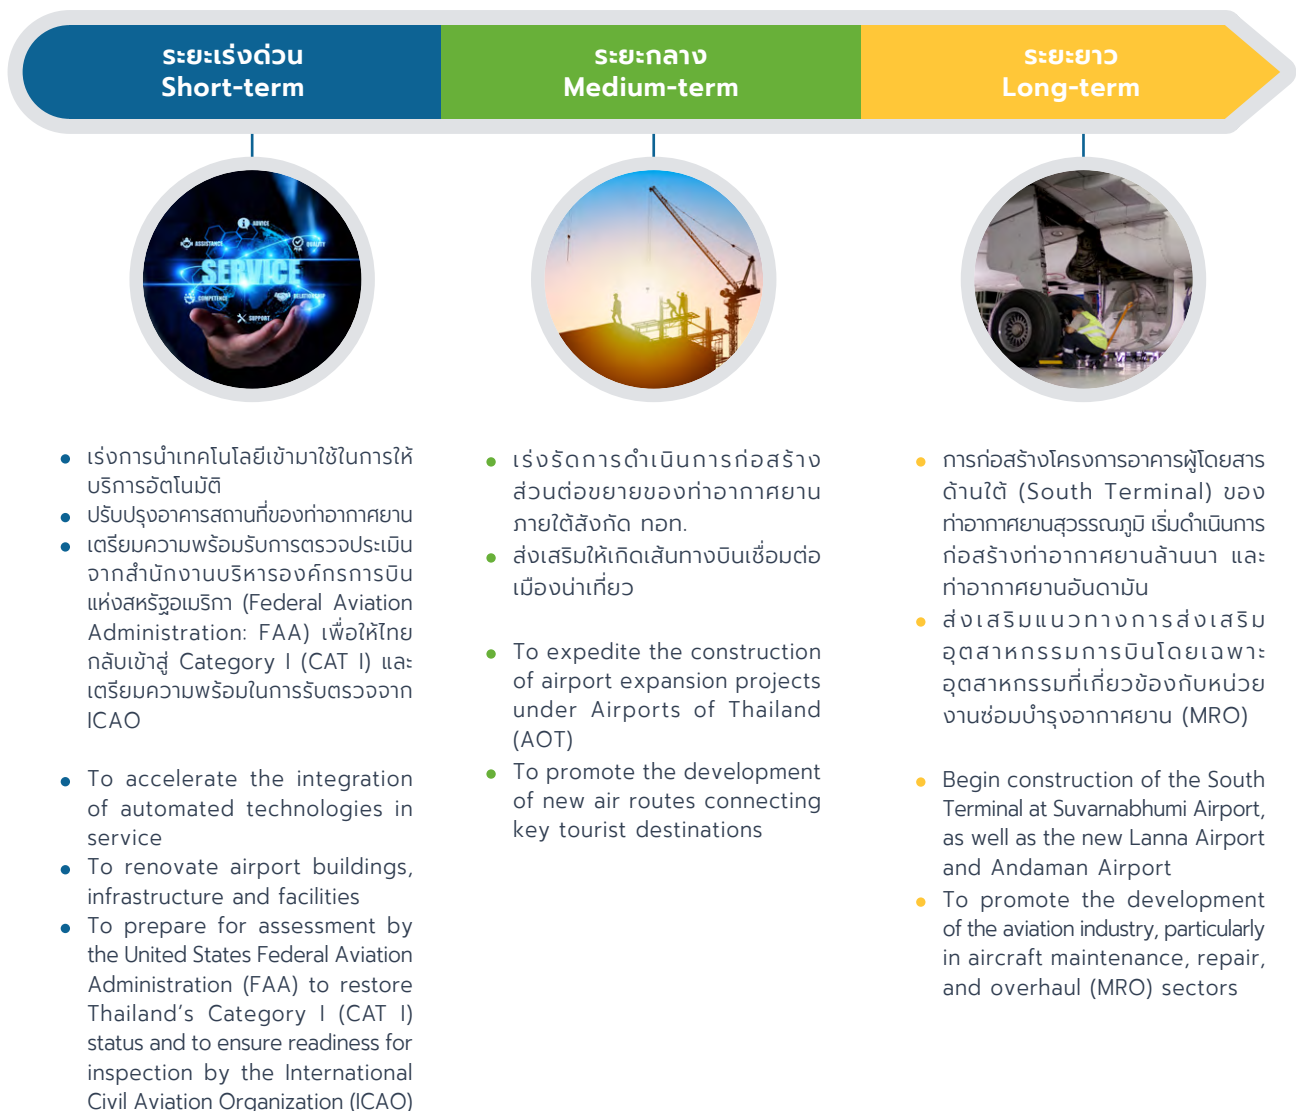 ระยะเร่งด่วน
Short-term
ระยะกลาง
Medium-term
ระยะยาว
Long-term
ADVICE
ASSISTANCE
QUALITY
SERVICE
COMPETENCE
RELATIONSHIP
SUPPORT
เร่งการนำเทคโนโลยีเข้ามาใช้ในการให้
บริการอัตโนมัติ
ปรับปรุงอาคารสถานที่ของท่าอากาศยาน
เตรียมความพร้อมรับการตรวจประเมิน
จากสำนักงานบริหารองค์กรการบิน
แห่งสหรัฐอเมริกา (Federal Aviation
Administration: FAA) เพื่อให้ไทย
กลับเข้าสู่ Category I (CAT I) และ
เตรียมความพร้อมในการรับตรวจจาก
ICAO
To accelerate the integration
of automated technologies in
service
To renovate airport buildings,
infrastructure and facilities
To prepare for assessment by
the United States Federal Aviation
Administration (FAA) to restore
Thailand's Category I (CAT I)
status and to ensure readiness for
inspection by the International
Civil Aviation Organization (ICAO)
เร่งรัดการดำเนินการก่อสร้าง
ส่วนต่อขยายของท่าอากาศยาน
ภายใต้สังกัด ทอท.
ส่งเสริมให้เกิดเส้นทางบินเชื่อมต่อ
เมืองน่าเที่ยว
To expedite the construction
of airport expansion projects
under Airports of Thailand
(AOT)
To promote the development
of new air routes connecting
key tourist destinations
การก่อสร้างโครงการอาคารผู้โดยสาร
ด้านใต้ (South Terminal) ของ
ท่าอากาศยานสุวรรณภูมิ เริ่มดำเนินการ
ก่อสร้างท่าอากาศยานล้านนา และ
ท่าอากาศยานอันดามัน
ส่งเสริมแนวทางการส่งเสริม
อุตสาหกรรมการบินโดยเฉพาะ
อุตสาหกรรมที่เกี่ยวข้องกับหน่วย
งานซ่อมบำรุงอากาศยาน (MRO)
Begin construction of the South
Terminal at Suvarnabhumi Airport,
as well as the new Lanna Airport
and Andaman Airport
To promote the development
of the aviation industry, particularly
in aircraft maintenance, repair,
and overhaul (MRO) sectors